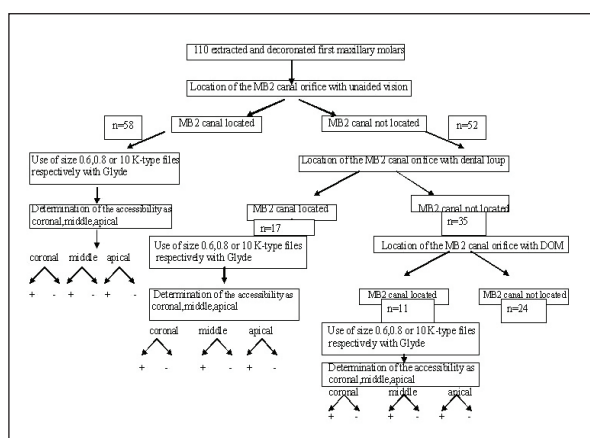 110 extracted and decoronated first maxillary molars
Location of the MB2 canal orifice with unaided vision
n=58
MB2 canal located
MB2 canal not located
n=52
Use of size 0.6,0.8 or 10 K-type files
respectively with Glyde
Location of the MB2 canal orifice with dental loup
Determination of the accessibility as
coronal,middle,apical
MB2 canal located
n=17
MB2 canal not located
n=35
coronal middle apical
+ - + - + -
Use of size 0.6,0.8 or 10 K-type files
respectively with Glyde
Location of the MB2 canal orifice with DOM
Determination of the accessibility as
coronal,middle,apical
MB2 canal located
n=11
MB2 canal not located
n=24
coronal middle apical
+ - + - + -
Use of size 0.6,0.8 or 10 K-type files
respectively with Glyde
Determination of the accessibility as
coronal,middle,apical
coronal middle apical
+ - + - + -